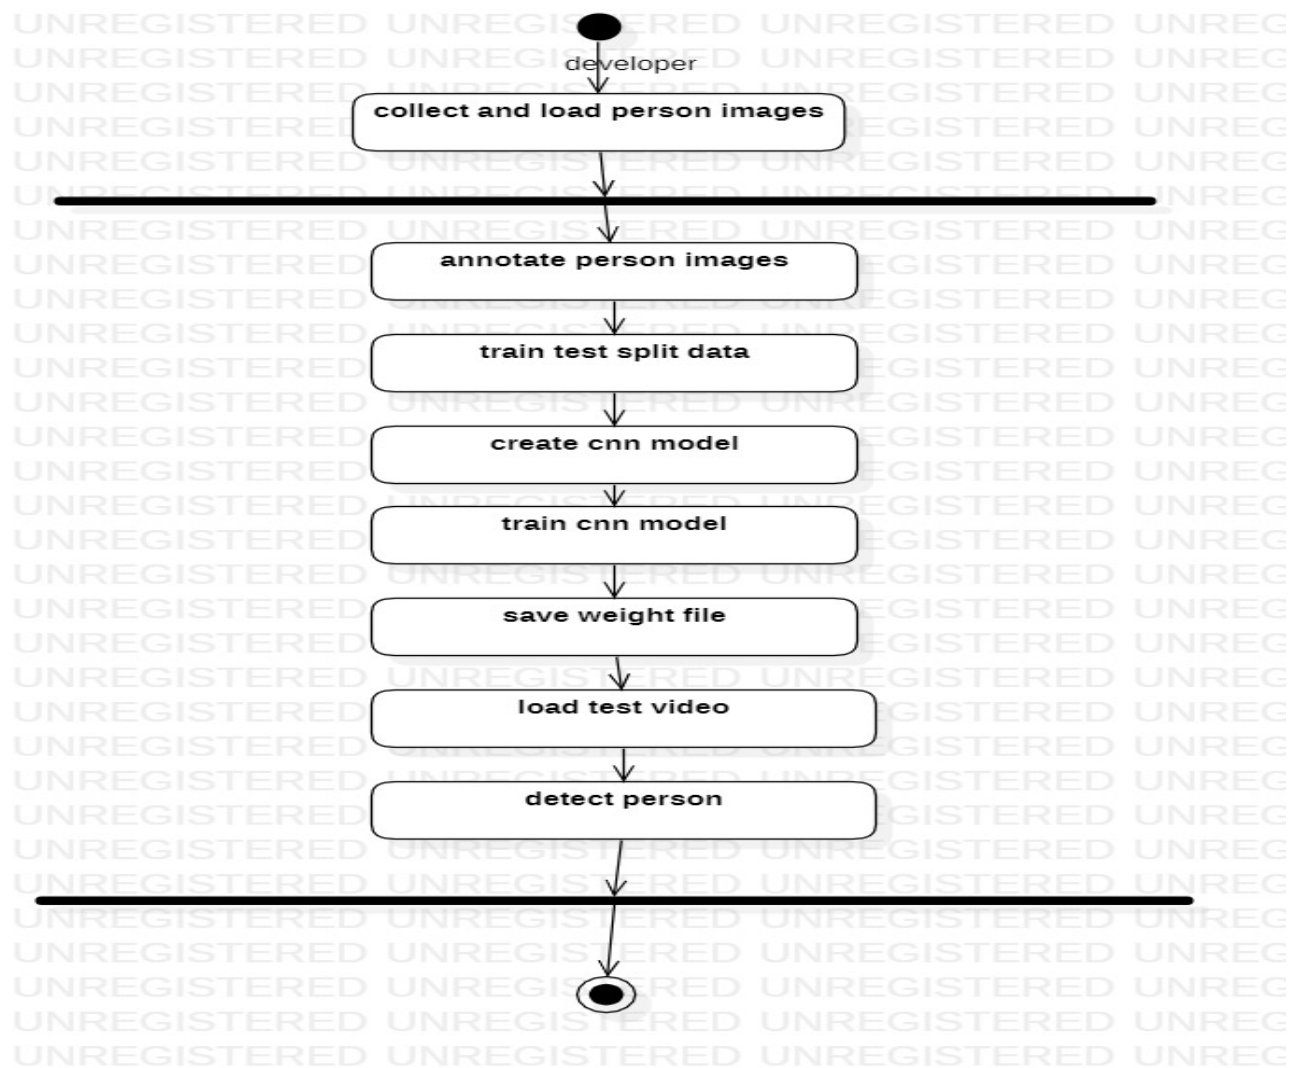 developer
collect and load person images
annotate person images
train test split data
create cnn model
train cnn model
save weight file
load test video
detect person
UNREGISTERED